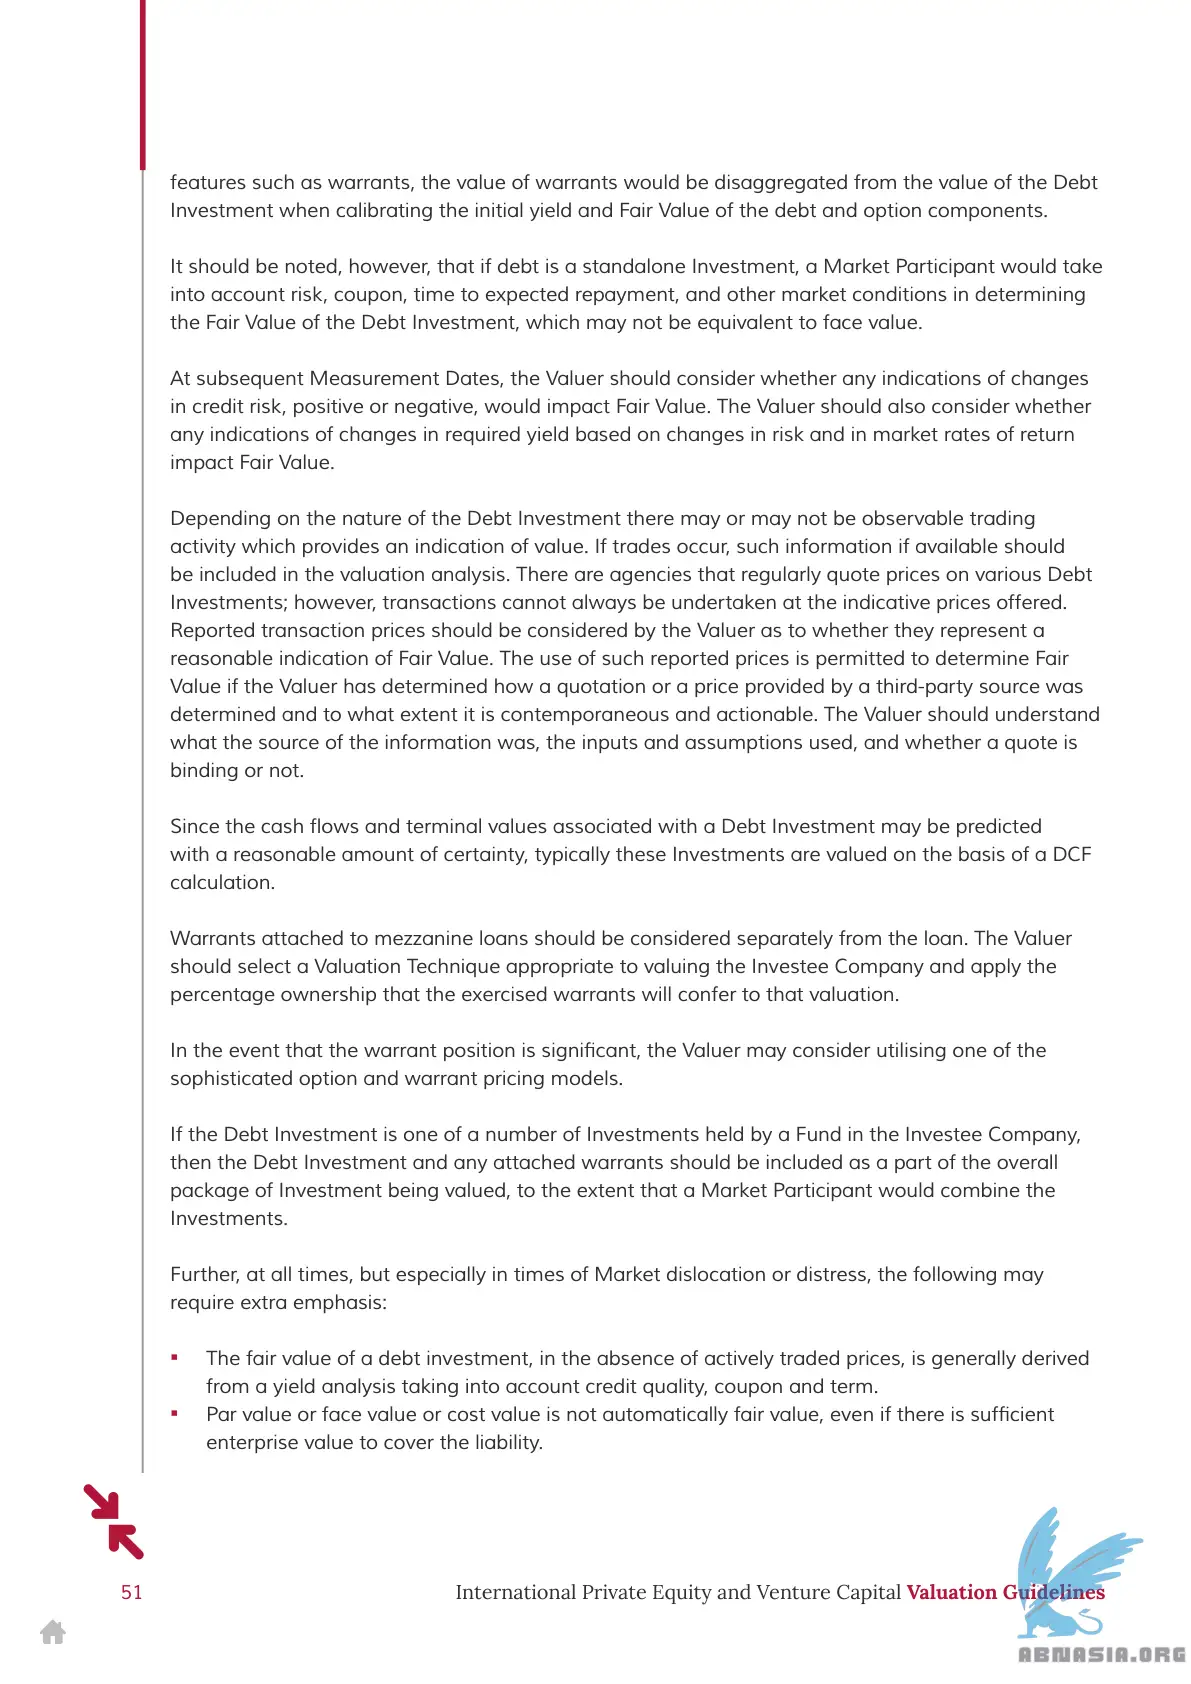 features such as warrants, the value of warrants would be disaggregated from the value of the Debt
Investment when calibrating the initial yield and Fair Value of the debt and option components.
It should be noted, however, that if debt is a standalone Investment, a Market Participant would take
into account risk, coupon, time to expected repayment, and other market conditions in determining
the Fair Value of the Debt Investment, which may not be equivalent to face value.
At subsequent Measurement Dates, the Valuer should consider whether any indications of changes
in credit risk, positive or negative, would impact Fair Value. The Valuer should also consider whether
any indications of changes in required yield based on changes in risk and in market rates of return
impact Fair Value.
Depending on the nature of the Debt Investment there may or may not be observable trading
activity which provides an indication of value. If trades occur, such information if available should
be included in the valuation analysis. There are agencies that regularly quote prices on various Debt
Investments; however, transactions cannot always be undertaken at the indicative prices offered.
Reported transaction prices should be considered by the Valuer as to whether they represent a
reasonable indication of Fair Value. The use of such reported prices is permitted to determine Fair
Value if the Valuer has determined how a quotation or a price provided by a third-party source was
determined and to what extent it is contemporaneous and actionable. The Valuer should understand
what the source of the information was, the inputs and assumptions used, and whether a quote is
binding or not.
Since the cash flows and terminal values associated with a Debt Investment may be predicted
with a reasonable amount of certainty, typically these Investments are valued on the basis of a DCF
calculation.
Warrants attached to mezzanine loans should be considered separately from the loan. The Valuer
should select a Valuation Technique appropriate to valuing the Investee Company and apply the
percentage ownership that the exercised warrants will confer to that valuation.
In the event that the warrant position is significant, the Valuer may consider utilising one of the
sophisticated option and warrant pricing models.
If the Debt Investment is one of a number of Investments held by a Fund in the Investee Company,
then the Debt Investment and any attached warrants should be included as a part of the overall
package of Investment being valued, to the extent that a Market Participant would combine the
Investments.
Further, at all times, but especially in times of Market dislocation or distress, the following may
require extra emphasis:
▪ The fair value of a debt investment, in the absence of actively traded prices, is generally derived
from a yield analysis taking into account credit quality, coupon and term.
▪ Par value or face value or cost value is not automatically fair value, even if there is sufficient
enterprise value to cover the liability.
51 International Private Equity and Venture Capital Valuation Guidelines
ABNASIA.ORG